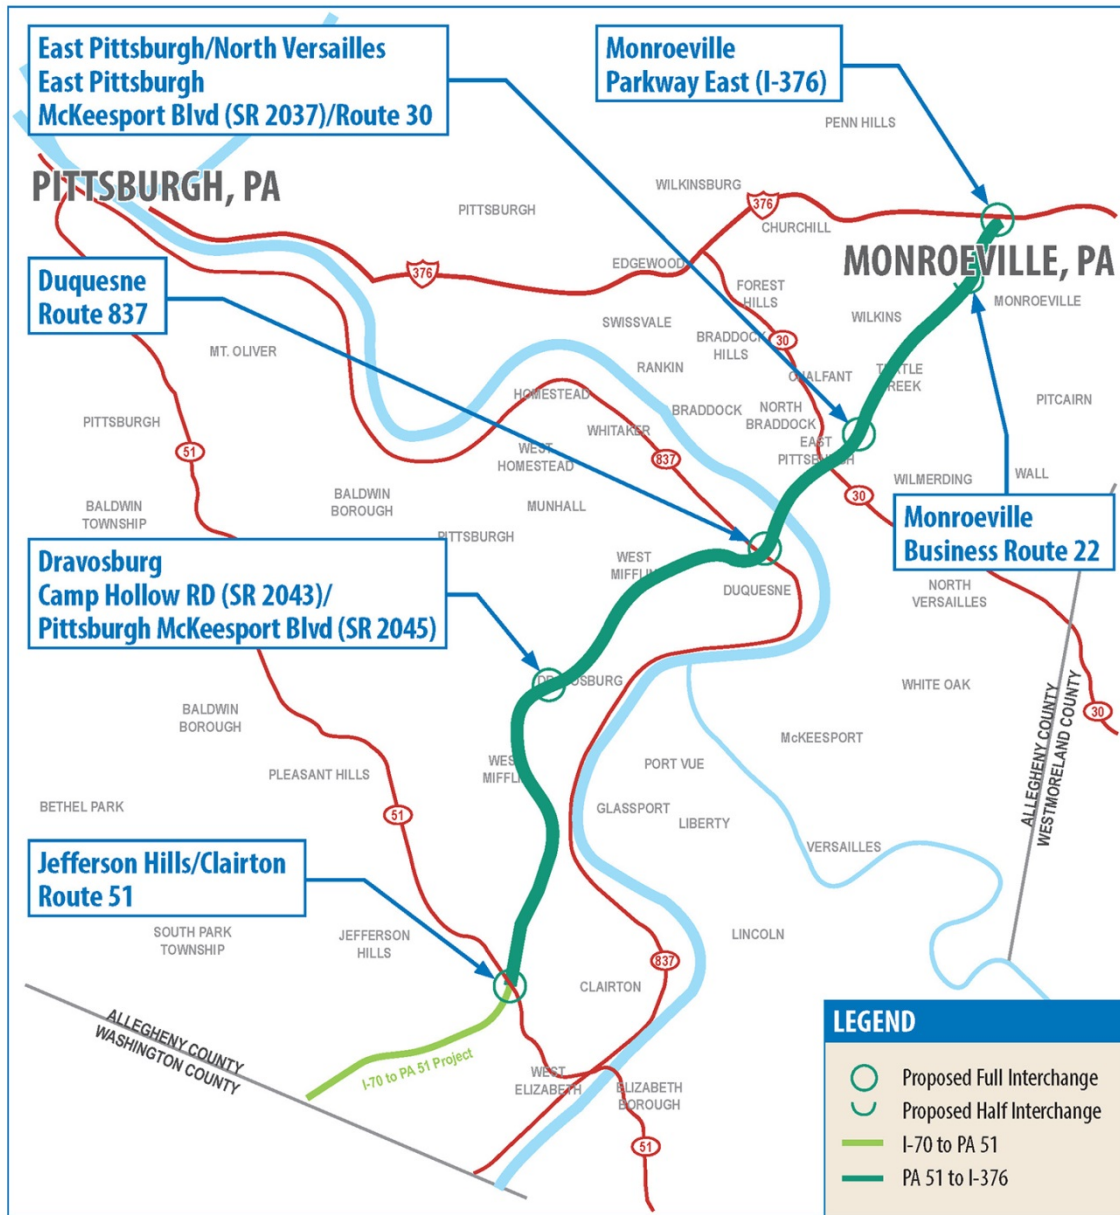 East Pittsburgh/North Versailles
East Pittsburgh
McKeesport Blvd (SR 2037)/Route 30
Monroeville
Parkway East (I-376)
PENN HILLS
PITTSBURGH, PA
WILKINSBURG
376
PITTSBURGH
CHURCHILL
MONROEVILLE, PA
EDGEWOOD
376
Duquesne
Route 837
FOREST
HILLS
MONROEVILLE
SWISSVALE
WILKINS
BRADDOCK
HILLS
30
MT. OLIVER
RANKIN
CHALFANT
TURTLE
CREEK
HOMESTEAD
PITCAIRN
BRADDOCK
NORTH
BRADDOCK
PITTSBURGH
WHITAKER
EAST
PITTSBURGH
51
WEST
HOMESTEAD
837
WILMERDING
WALL
30
BALDWIN
TOWNSHIP
BALDWIN
BOROUGH
MUNHALL
Monroeville
Business Route 22
PITTSBURGH
Dravosburg
Camp Hollow RD (SR 2043)/
Pittsburgh McKeesport Blvd (SR 2045)
WEST
MIFFLIN
DUQUESNE
NORTH
VERSAILLES
DRAVOSBURG
WHITE OAK
BALDWIN
BOROUGH
30
McKEESPORT
ALLEGHENY COUNTY
WESTMORELAND COUNTY
WEST
MIFFLIN
PORT VUE
PLEASANT HILLS
BETHEL PARK
51
GLASSPORT
LIBERTY
VERSAILLES
Jefferson Hills/Clairton
Route 51
SOUTH PARK
TOWNSHIP
JEFFERSON
HILLS
LINCOLN
837
CLAIRTON
ALLEGHENY COUNTY
WASHINGTON COUNTY
I-70 to PA 51 Project
WEST
ELIZABETH
ELIZABETH
BOROUGH
51
LEGEND
Proposed Full Interchange
Proposed Half Interchange
I-70 to PA 51
PA 51 to I-376